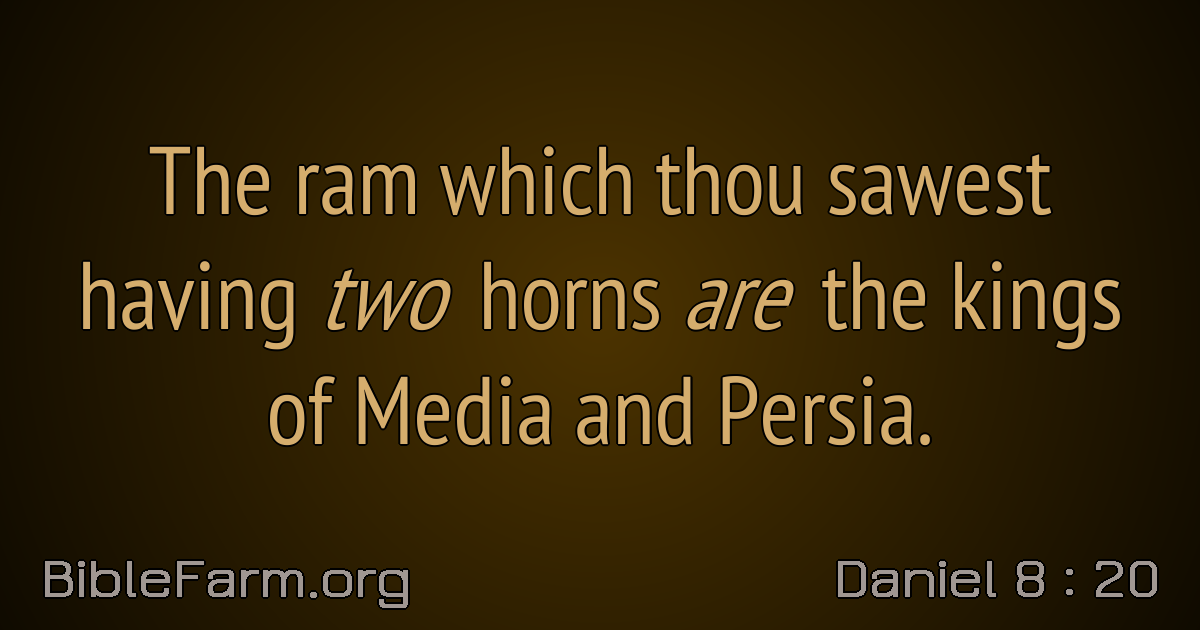 The ram which thou sawest
having two horns are the kings
of Media and Persia.
BibleFarm.org
Daniel 8 : 20